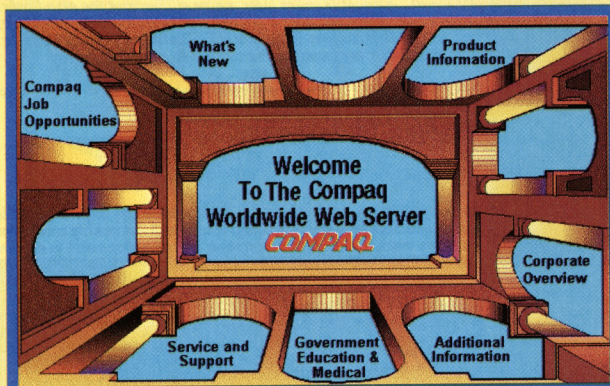 What's
New
Product
Information
Compaq
Job
Opportunities
Welcome
To The Compaq
Worldwide Web Server
COMPAQ
Corporate
Overview
Service and
Support
Government
Education &
Medical
Additional
Information